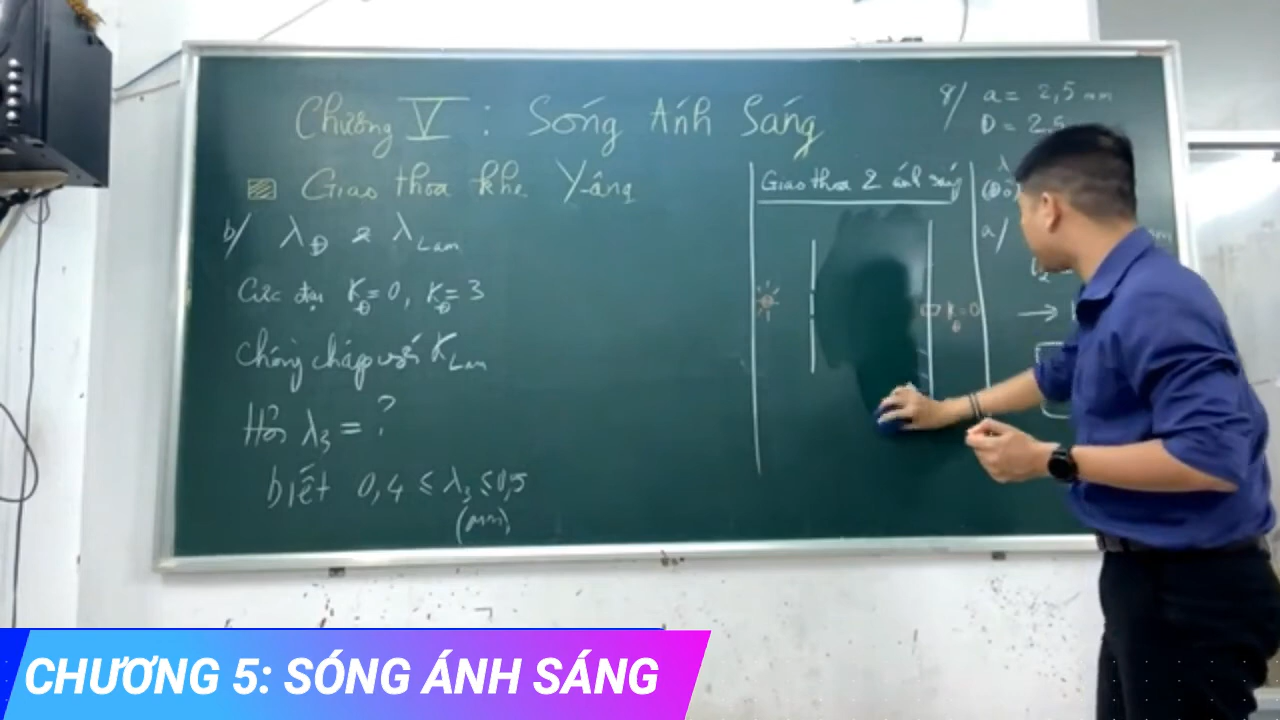 Chương V : Sóng Ánh Sáng
Giao thoa khe Y-âng
b/ λĐ & λLam
Cực đại KĐ = 0, KĐ = 3
Chồng chập với KLam
Hỏi λ3 = ?
biết 0,4 ≤ λ3 ≤ 0,5
(μm)
Giao thoa 2 ánh sáng
KĐ = 0
a = 2,5 mm
D = 2,5
λ
a/
CHƯƠNG 5: SÓNG ÁNH SÁNG